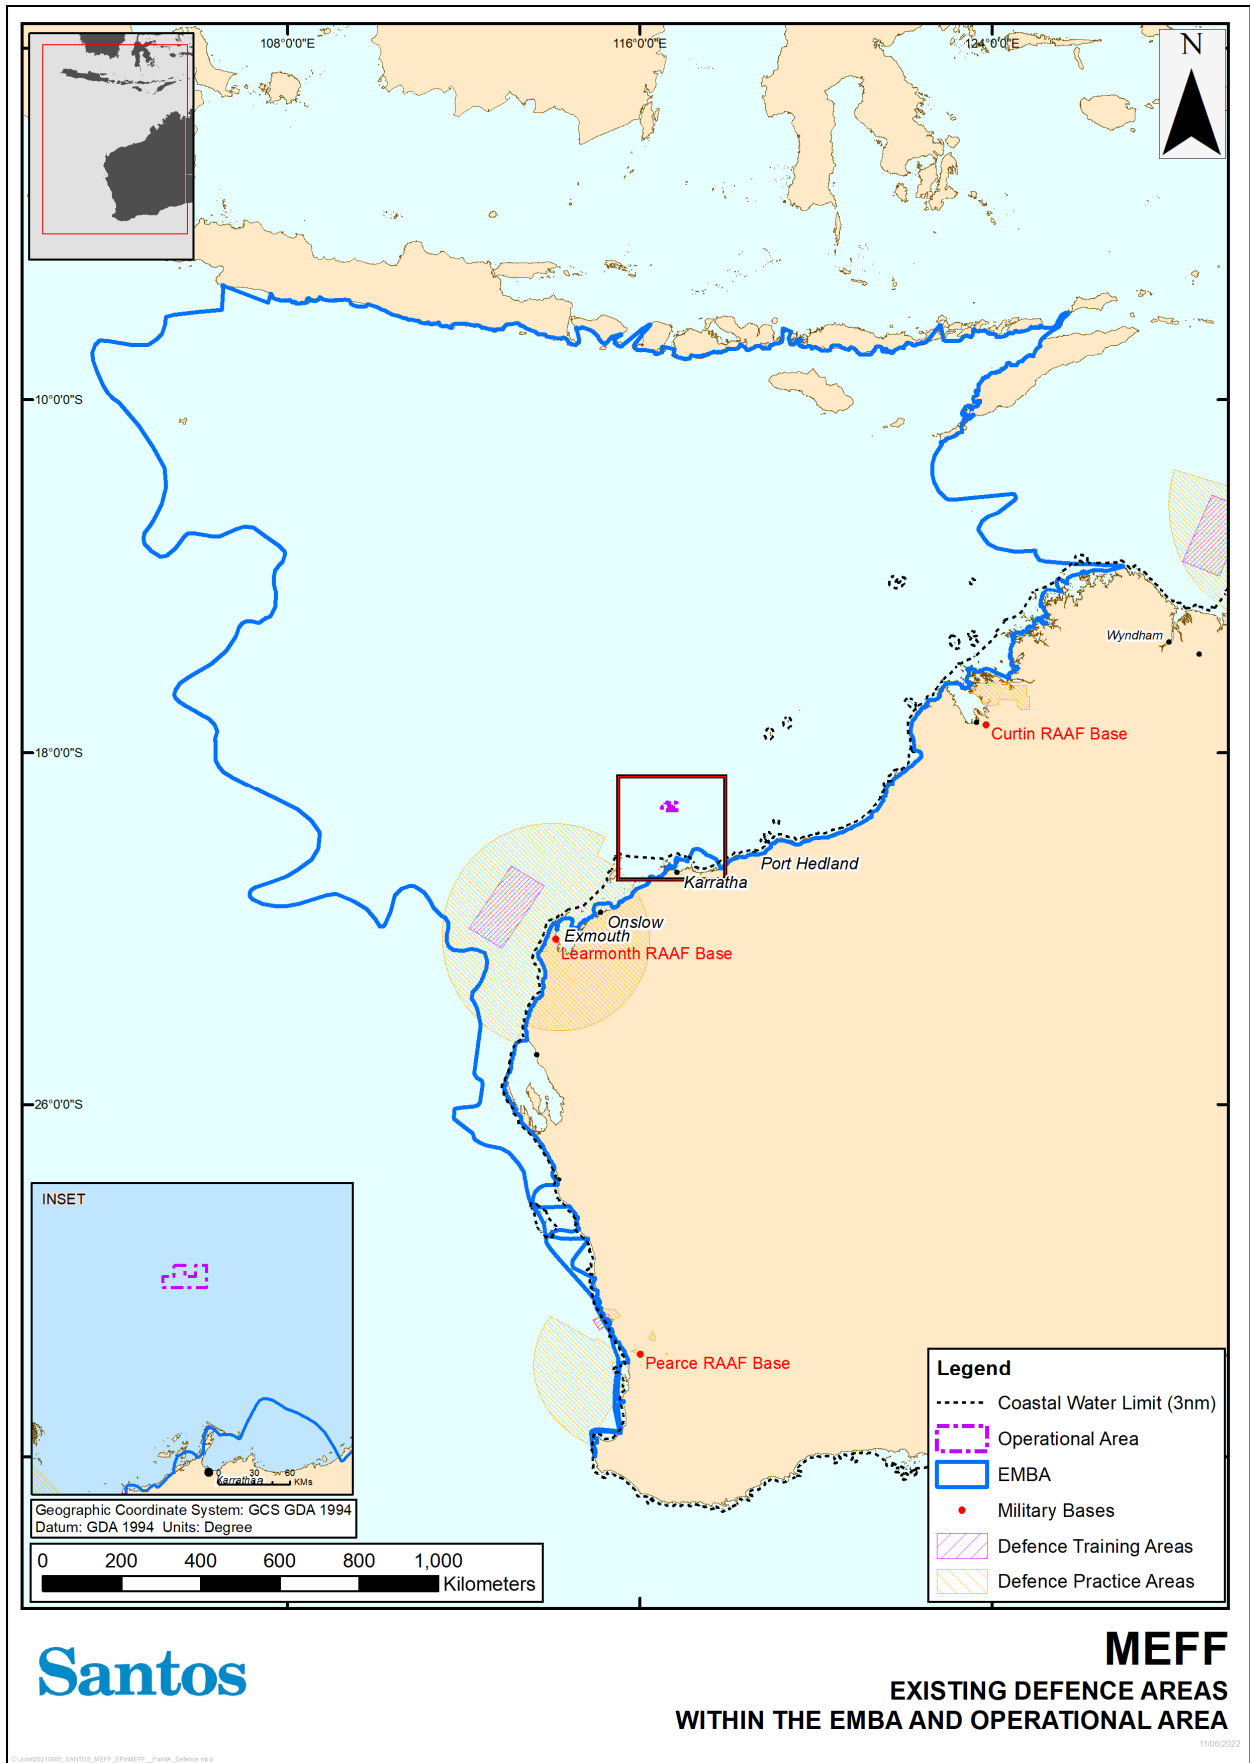 108°0'0"E
116°0'0"E
124°0'0"E
N
10°0'0"S
Wyndham
Curtin RAAF Base
18°0'0"S
Port Hedland
Karratha
Onslow
Exmouth
Learmonth RAAF Base
26°0'0"S
INSET
Pearce RAAF Base
Karratha
0 30 60
KMs
Geographic Coordinate System: GCS GDA 1994
Datum: GDA 1994 Units: Degree
0 200 400 600 800 1,000
Kilometers
Legend
Coastal Water Limit (3nm)
Operational Area
EMBA
Military Bases
Defence Training Areas
Defence Practice Areas
Santos
MEFF
EXISTING DEFENCE AREAS
WITHIN THE EMBA AND OPERATIONAL AREA
11/06/2022